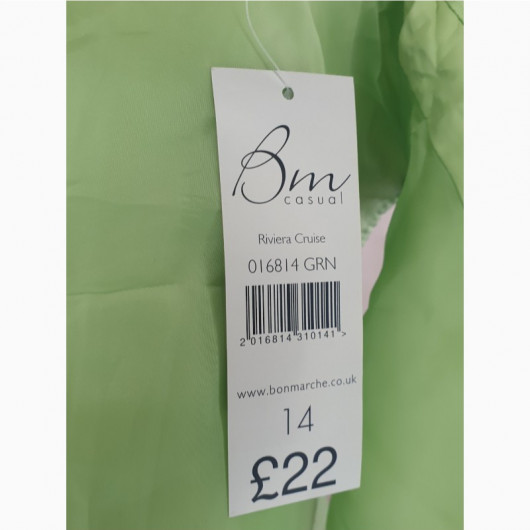 Bm
casual
Riviera Cruise
016814 GRN
2 016814 310141 >
www.bonmarche.co.uk
14
£22